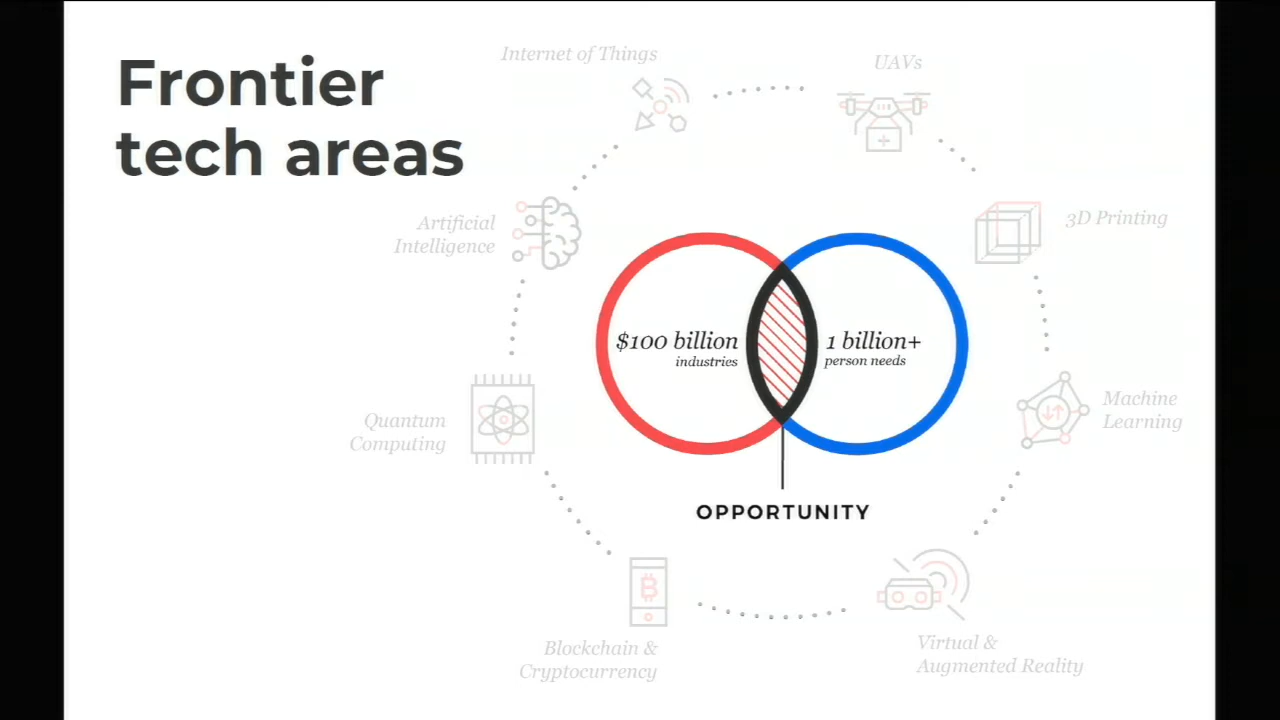 Frontier
tech areas
Internet of Things
UAVs
Artificial
Intelligence
3D Printing
$100 billion
industries
1 billion+
person needs
Quantum
Computing
Machine
Learning
OPPORTUNITY
Blockchain &
Cryptocurrency
Virtual &
Augmented Reality